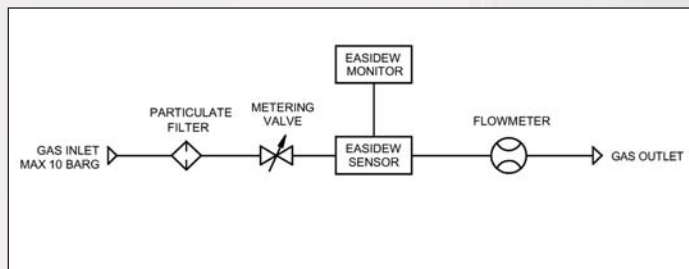 EASIDEW
MONITOR
PARTICULATE
FILTER
METERING
VALVE
FLOWMETER
GAS INLET
MAX 10 BARG
EASIDEW
SENSOR
GAS OUTLET